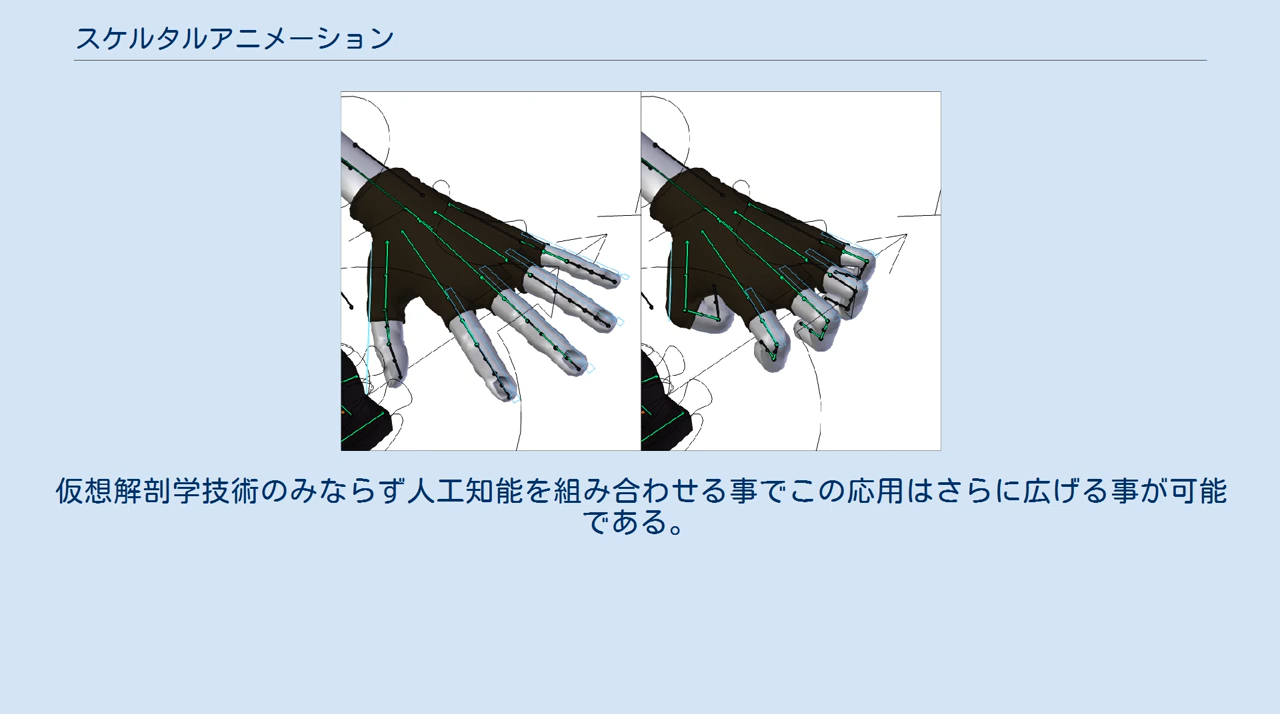 スケルタルアニメーション
仮想解剖学技術のみならず人工知能を組み合わせる事でこの応用はさらに広げる事が可能
である。